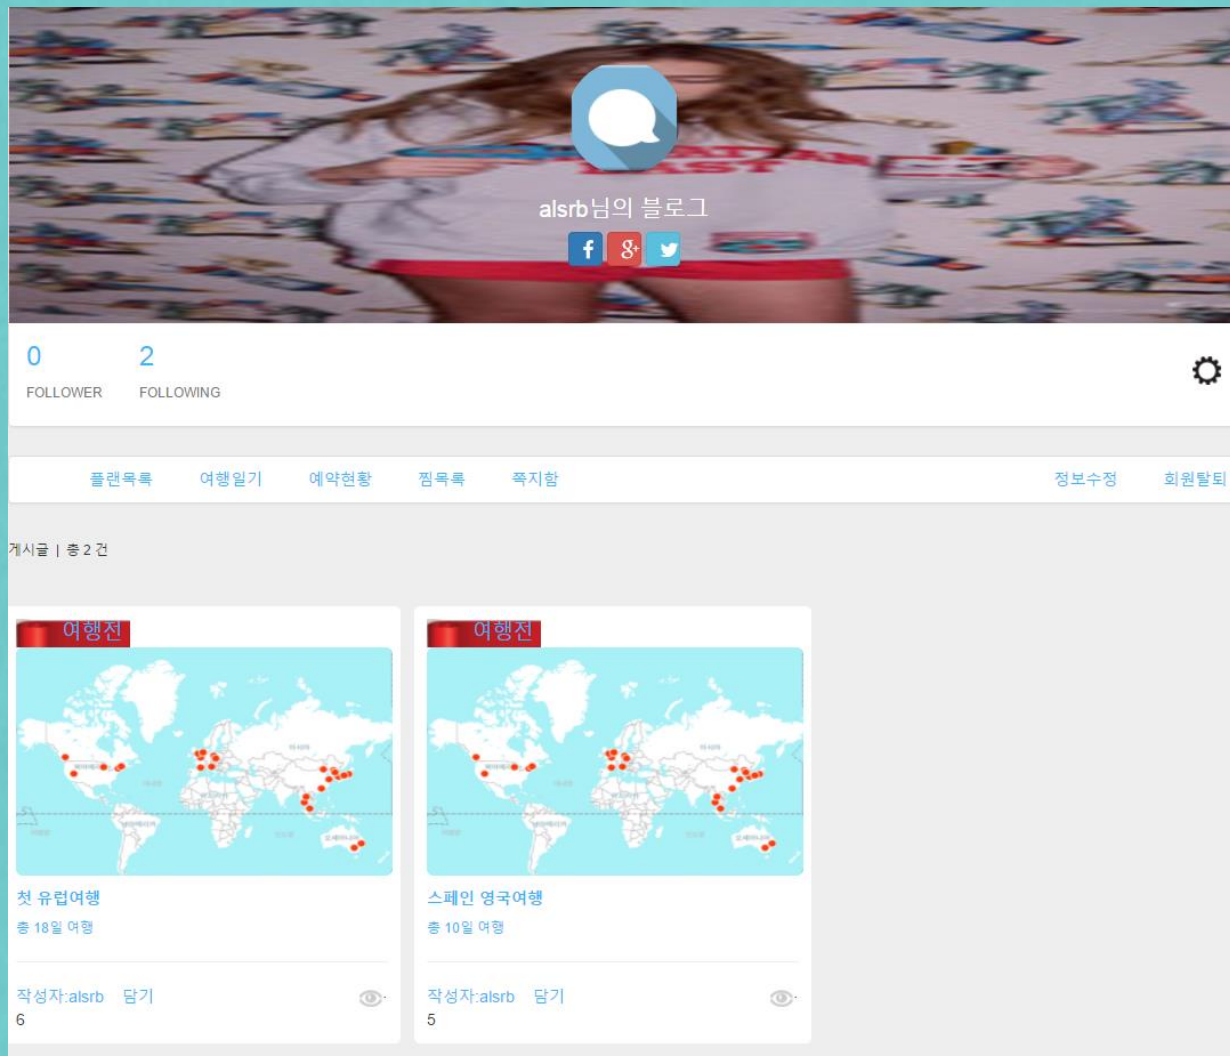 alsrb님의 블로그
f 8+
0 2
FOLLOWER FOLLOWING
플랜목록 여행일기 예약현황 찜목록 쪽지함 정보수정 회원탈퇴
게시글 | 총 2 건
여행전 여행전
첫 유럽여행 스페인 영국여행
총 18일 여행 총 10일 여행
작성자:alsrb 담기 작성자:alsrb 담기
6 5